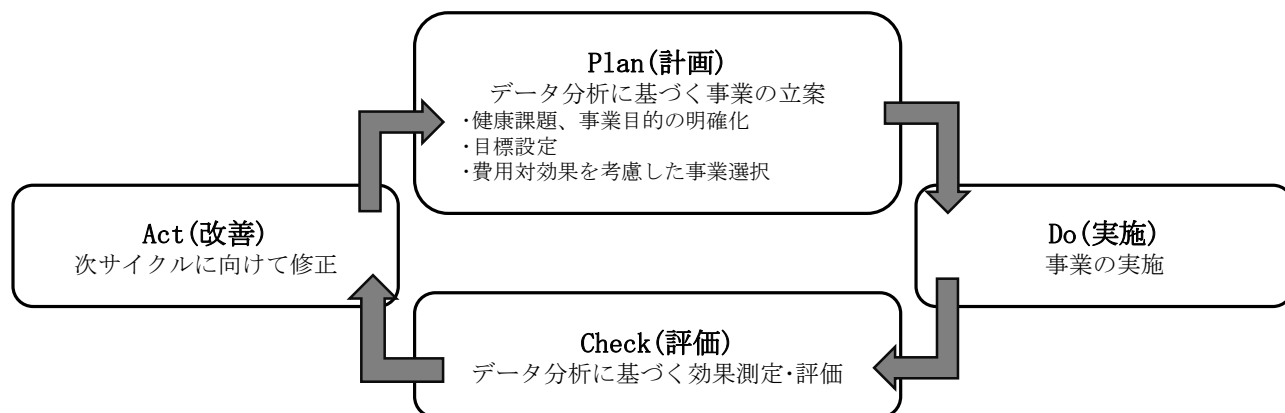 Plan(計画)
データ分析に基づく事業の立案
・健康課題、事業目的の明確化
・目標設定
・費用対効果を考慮した事業選択
Act(改善)
次サイクルに向けて修正
Do(実施)
事業の実施
Check(評価)
データ分析に基づく効果測定・評価